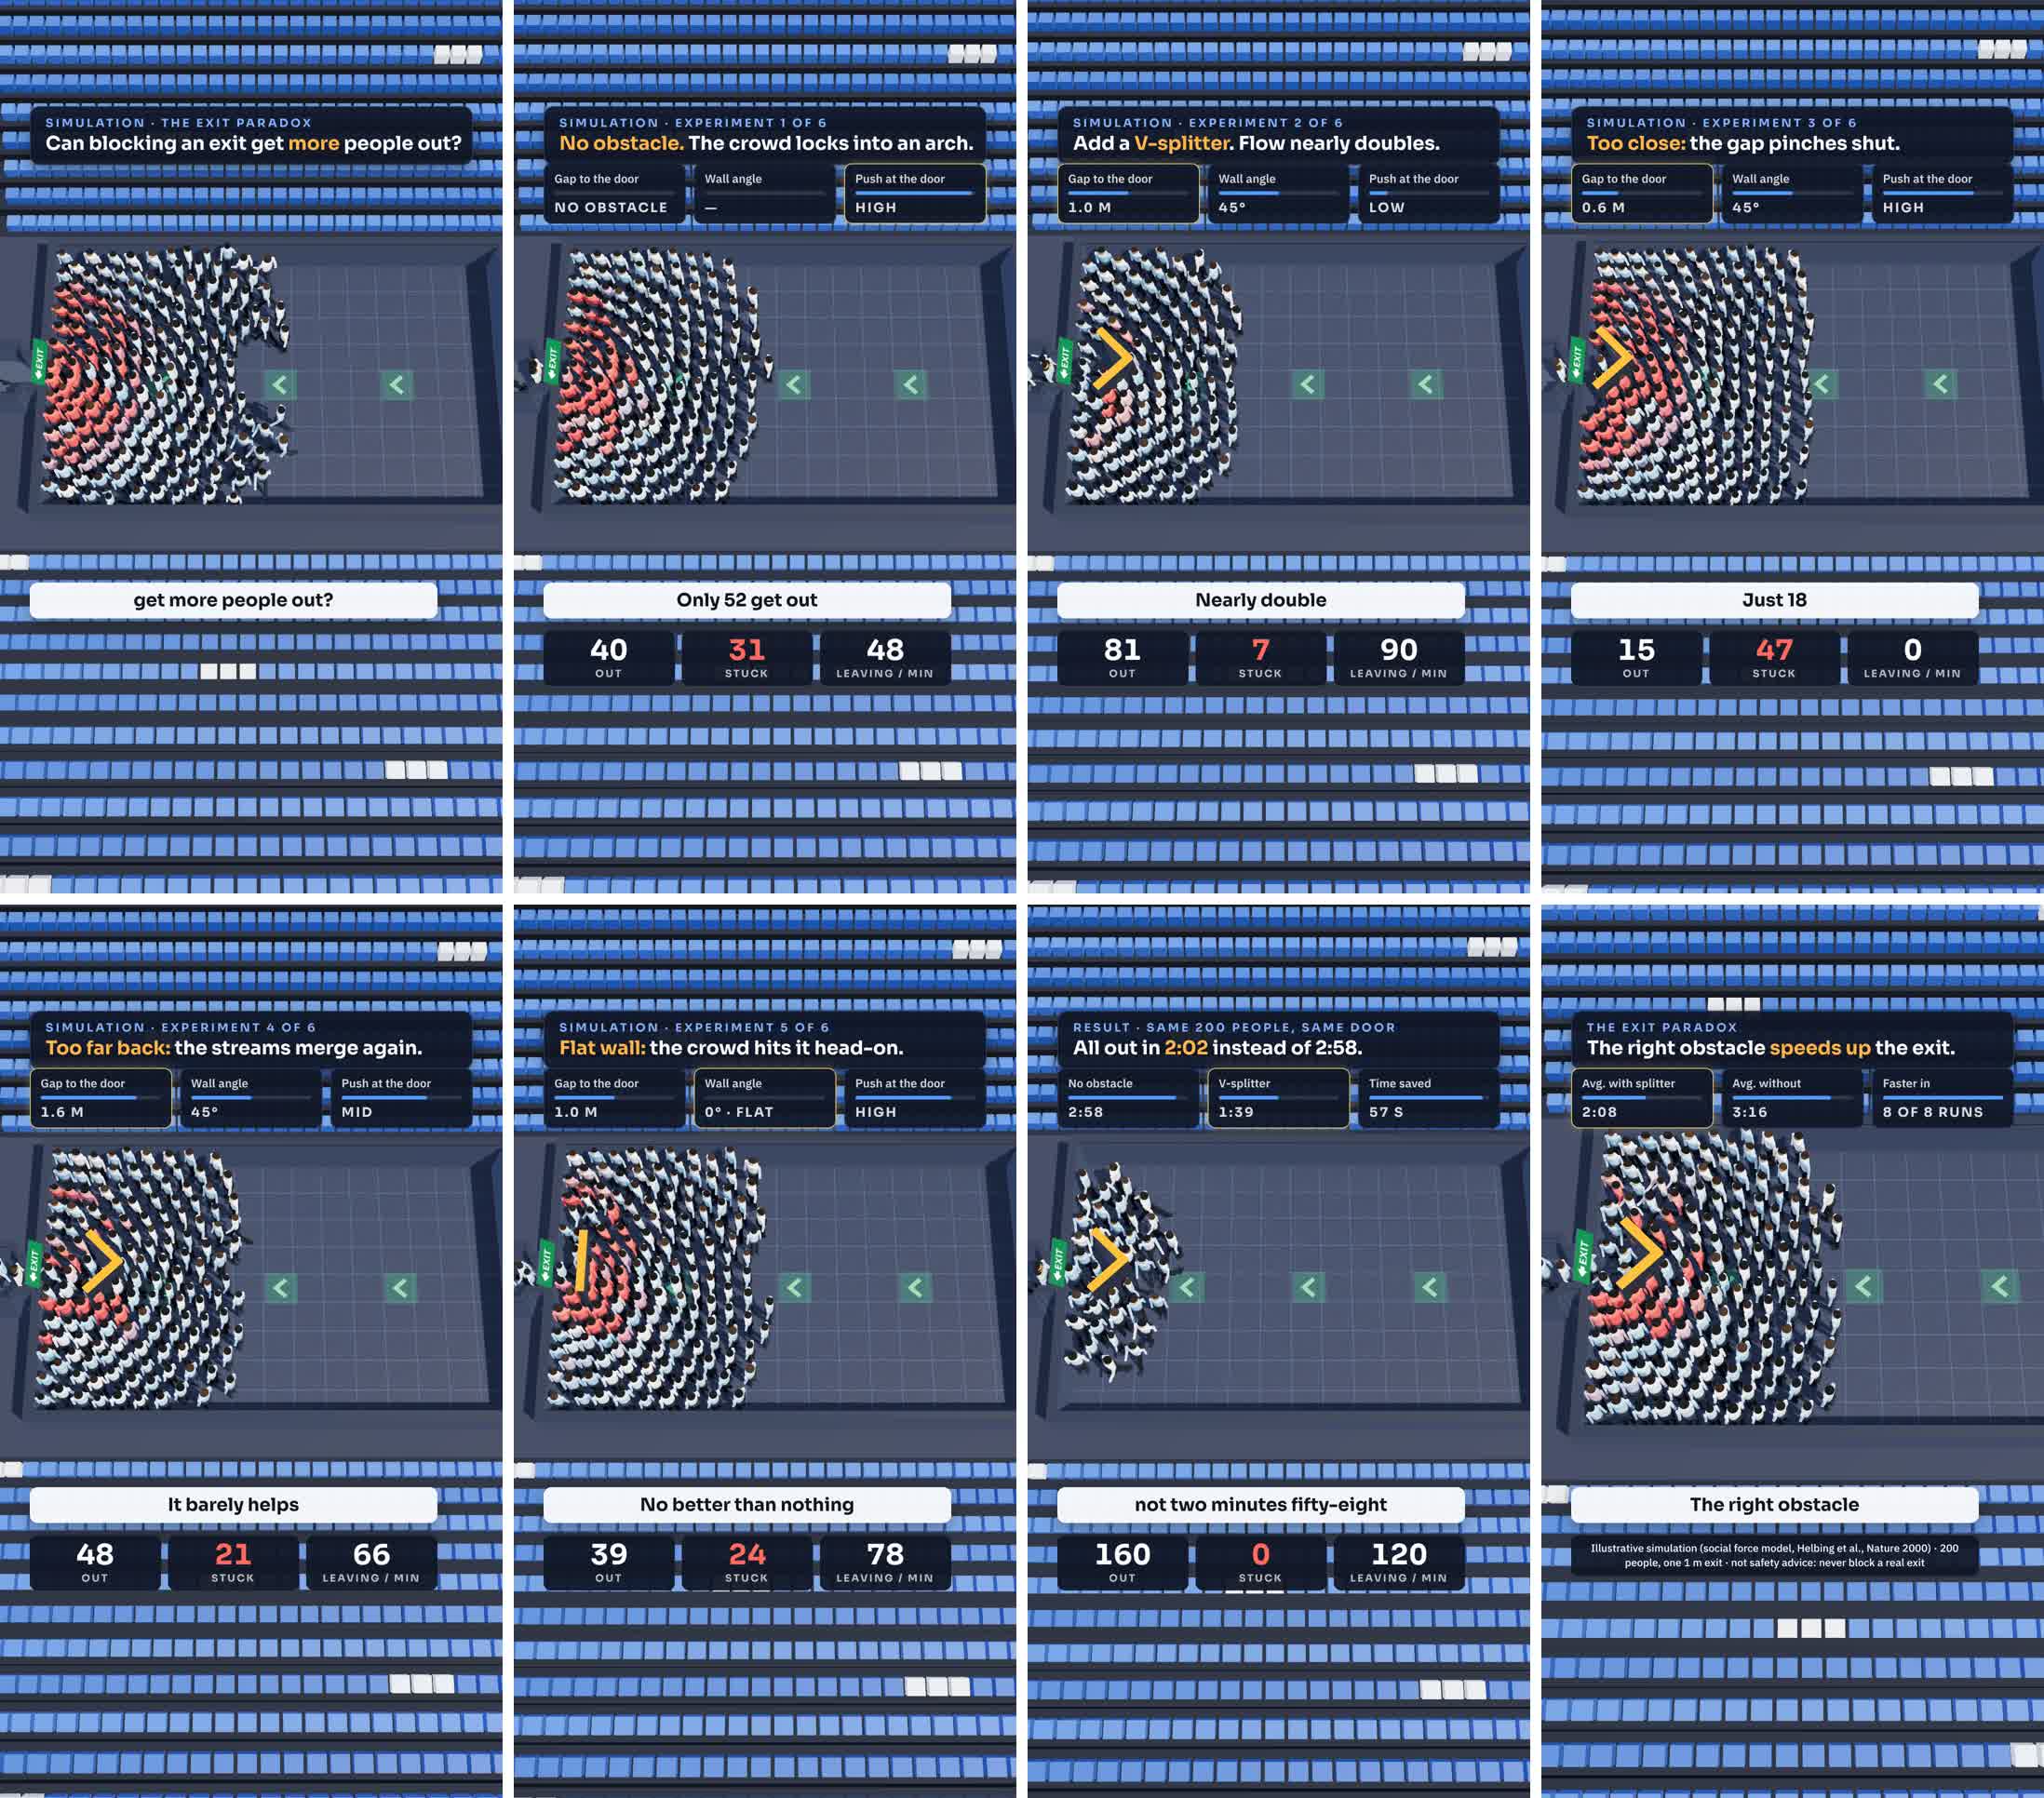 SIMULATION · THE EXIT PARADOX
Can blocking an exit get more people out?
EXIT
get more people out?
SIMULATION · EXPERIMENT 1 OF 6
No obstacle. The crowd locks into an arch.
Gap to the door
NO OBSTACLE
Wall angle
—
Push at the door
HIGH
EXIT
Only 52 get out
40
OUT
31
STUCK
48
LEAVING / MIN
SIMULATION · EXPERIMENT 2 OF 6
Add a V-splitter. Flow nearly doubles.
Gap to the door
1.0 M
Wall angle
45°
Push at the door
LOW
EXIT
Nearly double
81
OUT
7
STUCK
90
LEAVING / MIN
SIMULATION · EXPERIMENT 3 OF 6
Too close: the gap pinches shut.
Gap to the door
0.6 M
Wall angle
45°
Push at the door
HIGH
EXIT
Just 18
15
OUT
47
STUCK
0
LEAVING / MIN
SIMULATION · EXPERIMENT 4 OF 6
Too far back: the streams merge again.
Gap to the door
1.6 M
Wall angle
45°
Push at the door
MID
EXIT
It barely helps
48
OUT
21
STUCK
66
LEAVING / MIN
SIMULATION · EXPERIMENT 5 OF 6
Flat wall: the crowd hits it head-on.
Gap to the door
1.0 M
Wall angle
0° · FLAT
Push at the door
HIGH
EXIT
No better than nothing
39
OUT
24
STUCK
78
LEAVING / MIN
RESULT · SAME 200 PEOPLE, SAME DOOR
All out in 2:02 instead of 2:58.
No obstacle
2:58
V-splitter
1:39
Time saved
57 S
EXIT
not two minutes fifty-eight
160
OUT
0
STUCK
120
LEAVING / MIN
THE EXIT PARADOX
The right obstacle speeds up the exit.
Avg. with splitter
2:08
Avg. without
3:16
Faster in
8 OF 8 RUNS
EXIT
The right obstacle
Illustrative simulation (social force model, Helbing et al., Nature 2000) · 200
people, one 1 m exit · not safety advice: never block a real exit